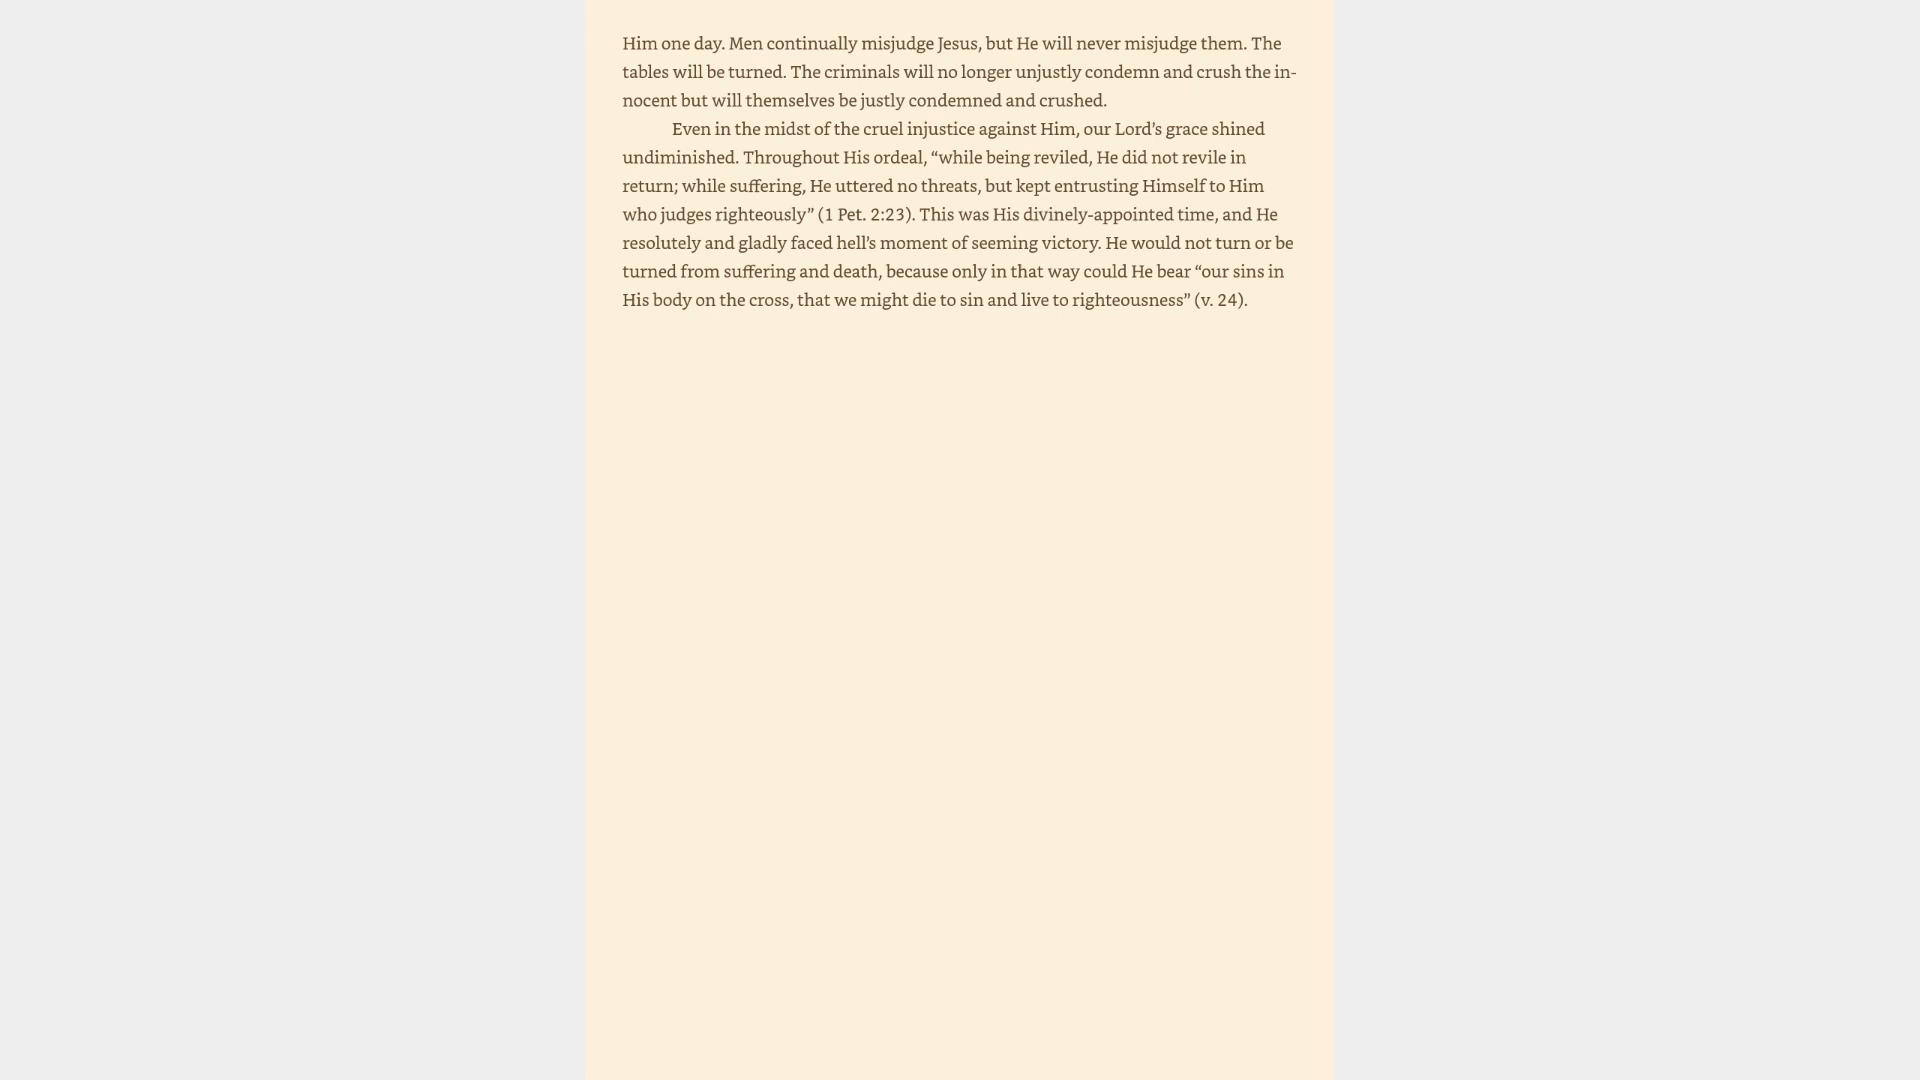 Him one day. Men continually misjudge Jesus, but He will never misjudge them. The
tables will be turned. The criminals will no longer unjustly condemn and crush the in-
nocent but will themselves be justly condemned and crushed.
Even in the midst of the cruel injustice against Him, our Lord’s grace shined
undiminished. Throughout His ordeal, “while being reviled, He did not revile in
return; while suffering, He uttered no threats, but kept entrusting Himself to Him
who judges righteously” (1 Pet. 2:23). This was His divinely-appointed time, and He
resolutely and gladly faced hell’s moment of seeming victory. He would not turn or be
turned from suffering and death, because only in that way could He bear “our sins in
His body on the cross, that we might die to sin and live to righteousness” (v. 24).